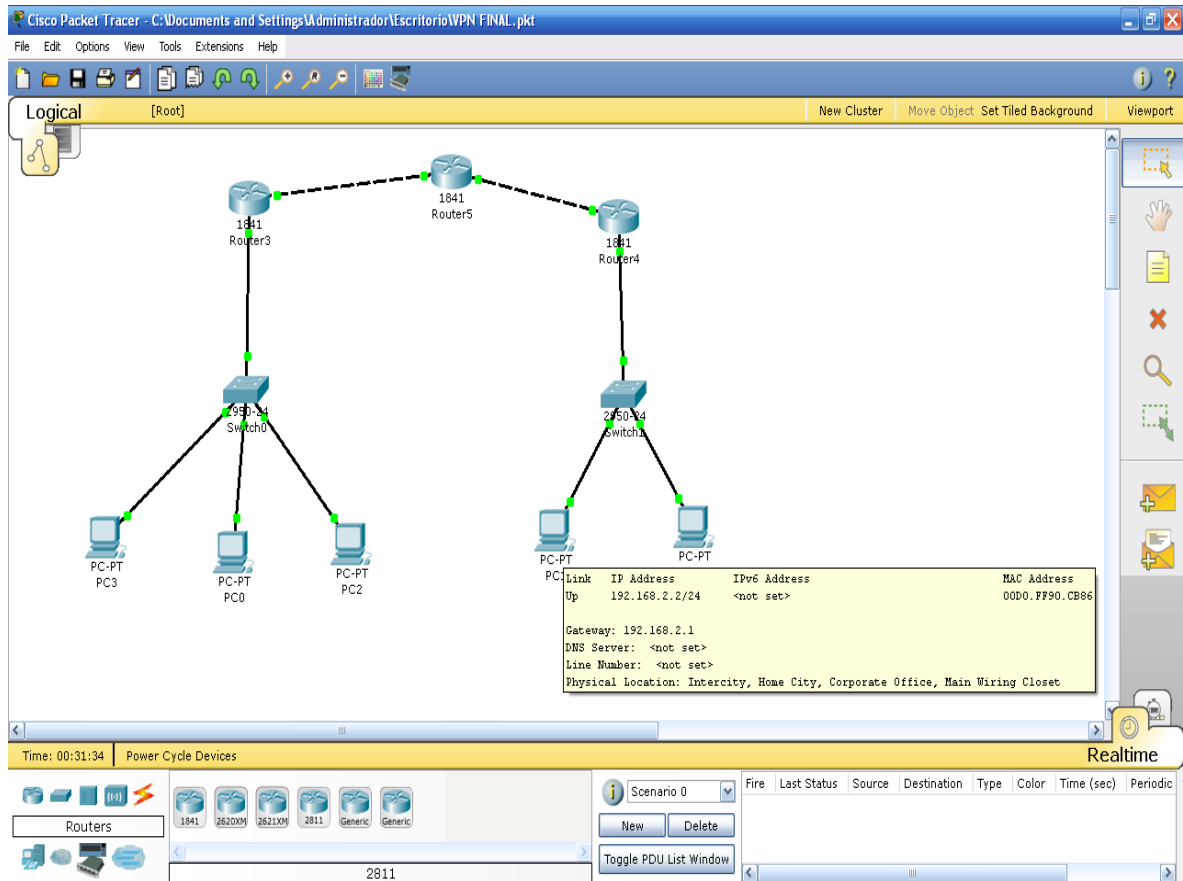 Cisco Packet Tracer - C:\Documents and Settings\Administrador\Escritorio\VPN FINAL.pkt
File Edit Options View Tools Extensions Help
Logical [Root] New Cluster Move Object Set Tiled Background Viewport
1841
Router5
1841
Router3
1841
Router4
2950-24
Switch0
2950-24
Switch1
PC-PT
PC3
PC-PT
PC0
PC-PT
PC2
PC-PT
PC-PT
Link IP Address IPv6 Address MAC Address
Up 192.168.2.2/24 <not set> 00D0.FF90.CB86
Gateway: 192.168.2.1
DNS Server: <not set>
Line Number: <not set>
Physical Location: Intercity, Home City, Corporate Office, Main Wiring Closet
Time: 00:31:34 Power Cycle Devices Realtime
Routers
1841 2620XM 2621XM 2811 Generic Generic
2811
Scenario 0
New Delete
Toggle PDU List Window
Fire Last Status Source Destination Type Color Time (sec) Periodic